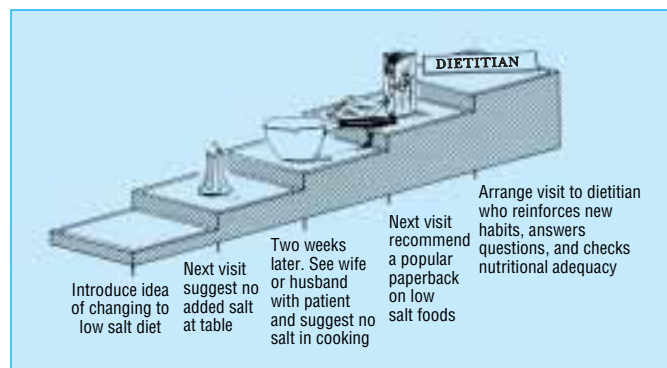 DIETITIAN
Introduce idea
of changing to
low salt diet
Next visit
suggest no
added salt
at table
Two weeks
later. See wife
or husband
with patient
and suggest no
salt in cooking
Next visit
recommend
a popular
paperback
on low
salt foods
Arrange visit to dietitian
who reinforces new
habits, answers
questions, and checks
nutritional adequacy